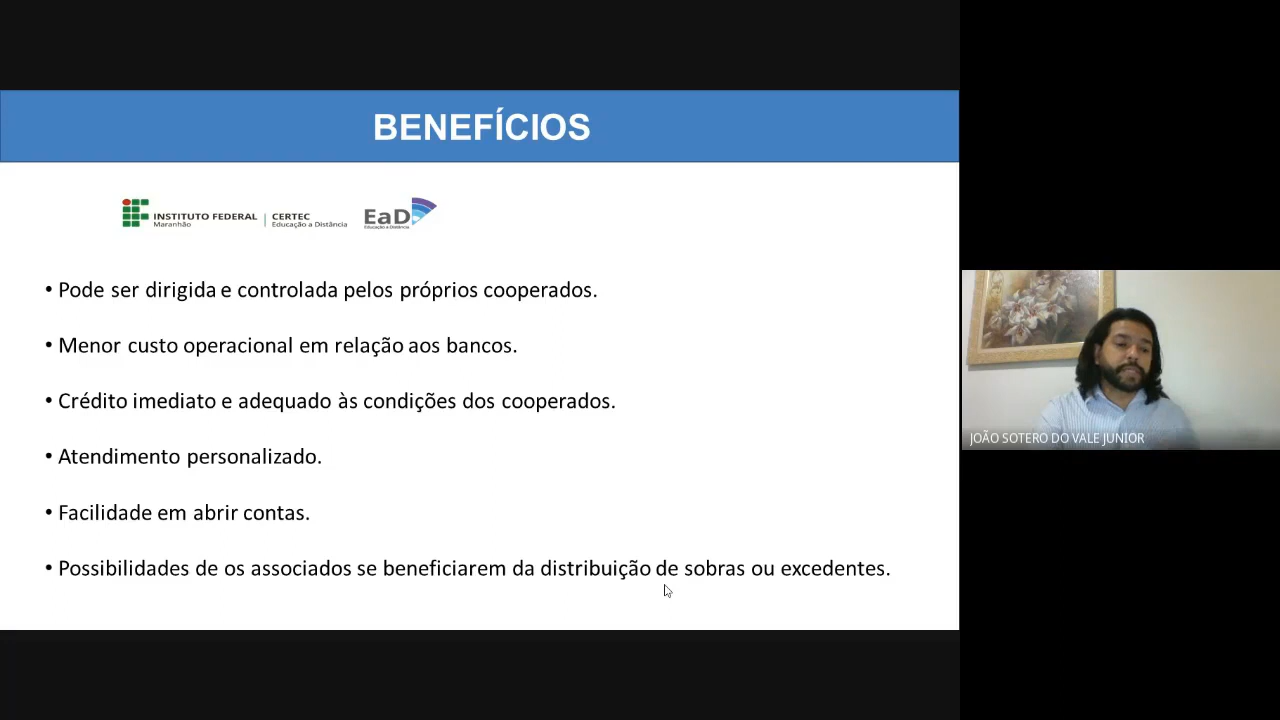 BENEFÍCIOS
INSTITUTO FEDERAL
Maranhão
CERTEC
Educação a Distância
EaD
Educação a Distância
• Pode ser dirigida e controlada pelos próprios cooperados.
• Menor custo operacional em relação aos bancos.
• Crédito imediato e adequado às condições dos cooperados.
• Atendimento personalizado.
• Facilidade em abrir contas.
• Possibilidades de os associados se beneficiarem da distribuição de sobras ou excedentes.
JOÃO SOTERO DO VALE JUNIOR